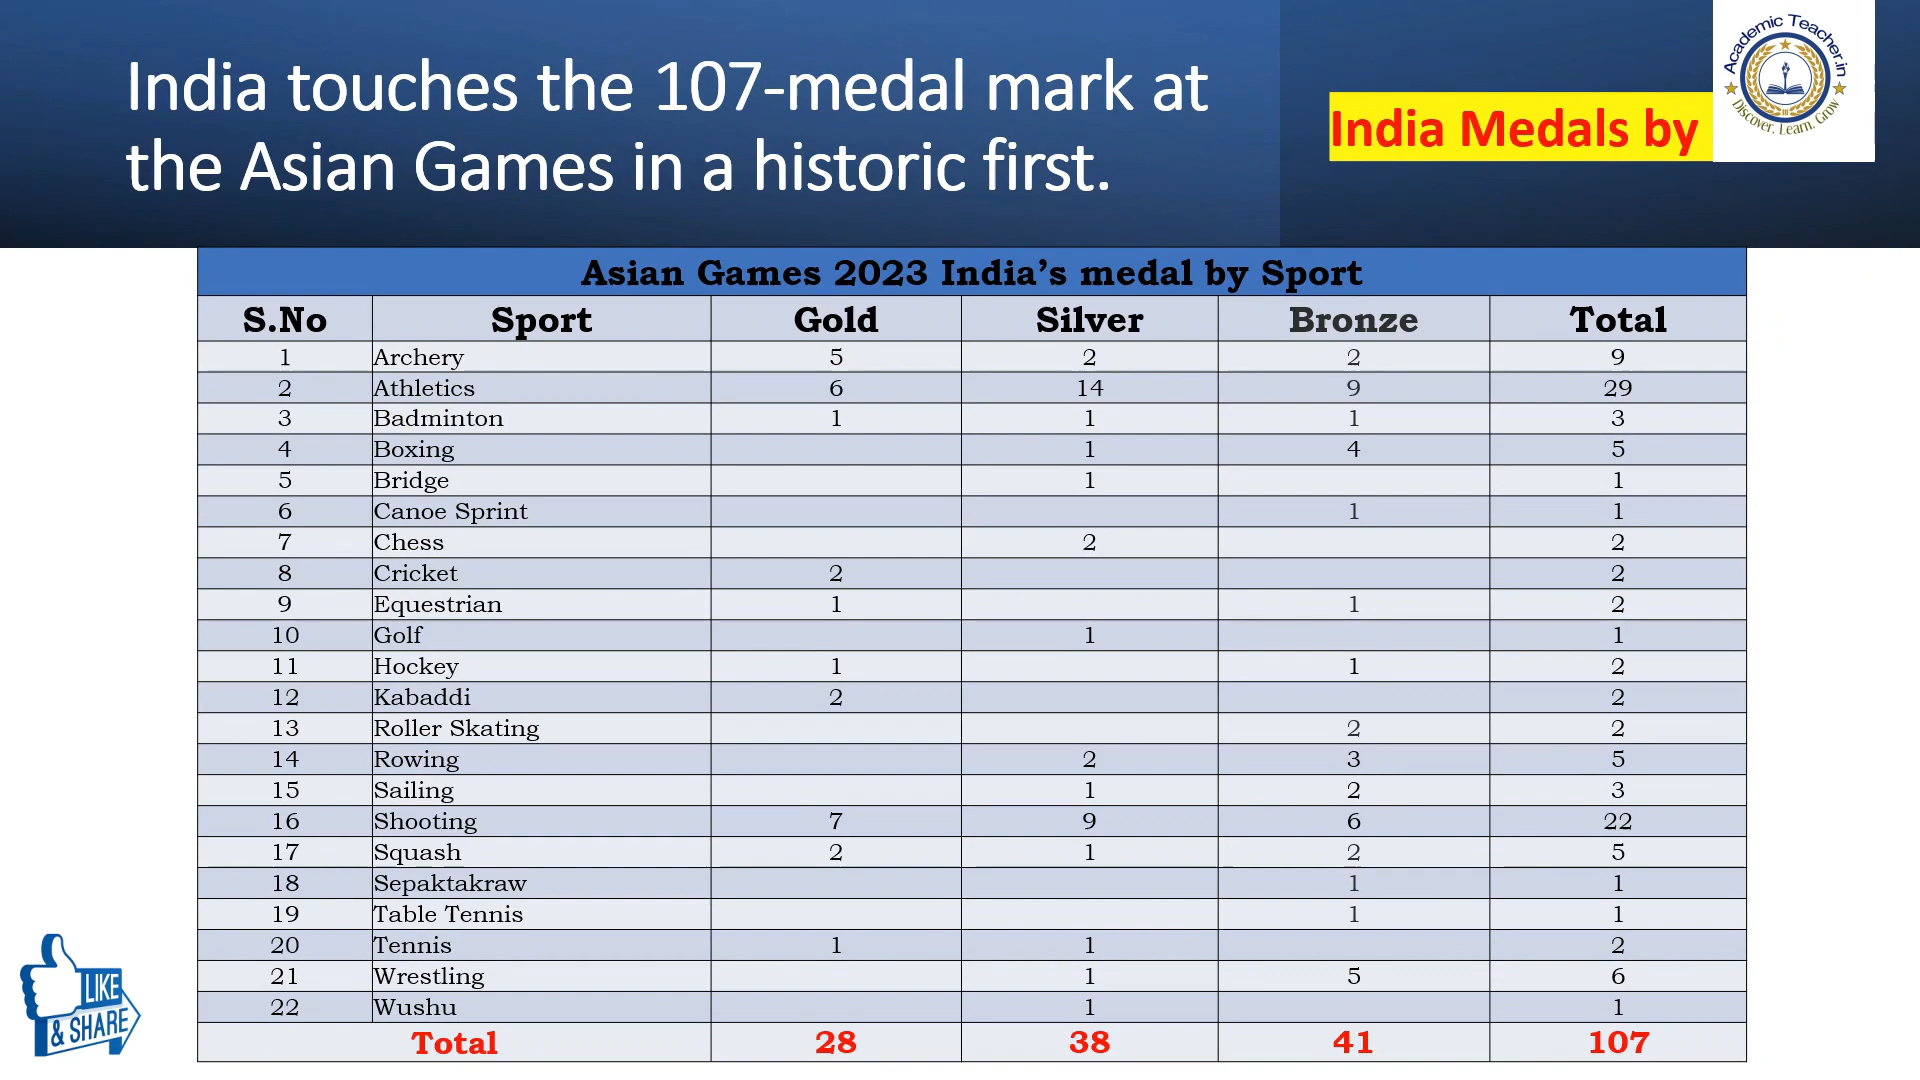 India touches the 107-medal mark at
the Asian Games in a historic first.
India Medals by
Academic Teacher.in
Discover. Learn. Grow
Asian Games 2023 India’s medal by Sport
S.No Sport Gold Silver Bronze Total
1 Archery 5 2 2 9
2 Athletics 6 14 9 29
3 Badminton 1 1 1 3
4 Boxing 1 4 5
5 Bridge 1 1
6 Canoe Sprint 1 1
7 Chess 2 2
8 Cricket 2 2
9 Equestrian 1 1 2
10 Golf 1 1
11 Hockey 1 1 2
12 Kabaddi 2 2
13 Roller Skating 2 2
14 Rowing 2 3 5
15 Sailing 1 2 3
16 Shooting 7 9 6 22
17 Squash 2 1 2 5
18 Sepaktakraw 1 1
19 Table Tennis 1 1
20 Tennis 1 1 2
21 Wrestling 1 5 6
22 Wushu 1 1
Total 28 38 41 107
LIKE
& SHARE